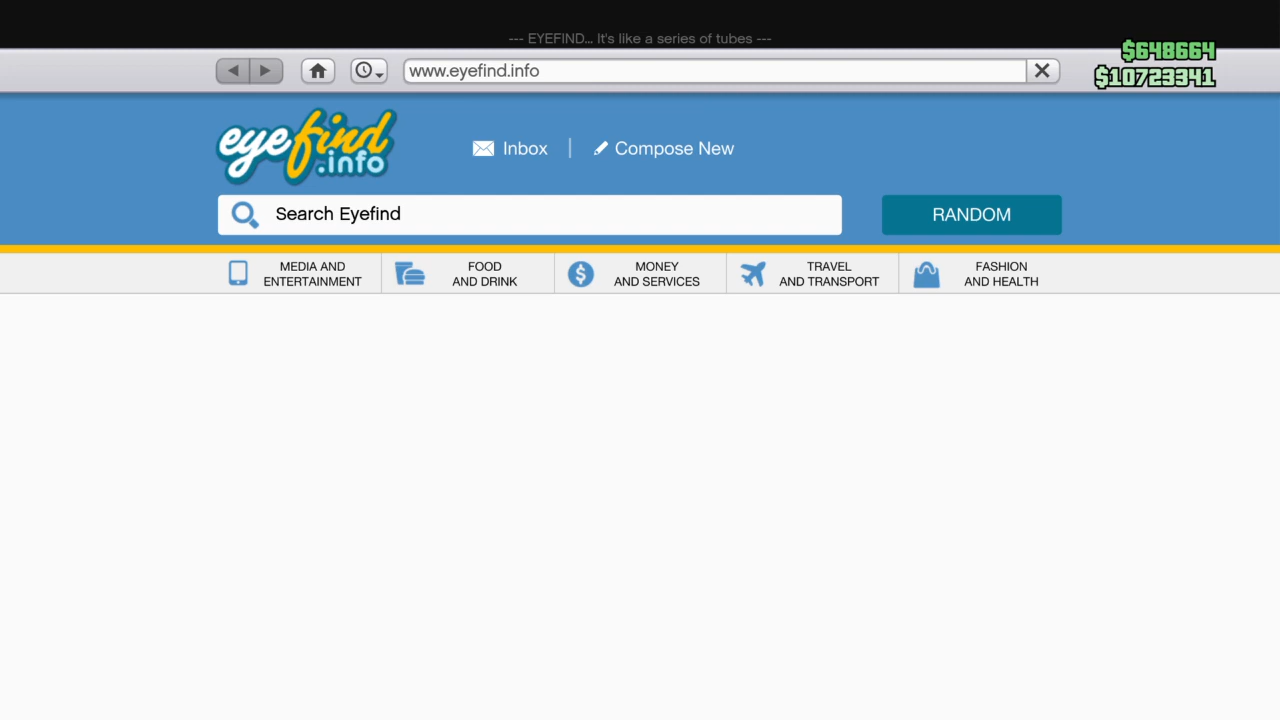 --- EYEFIND... It's like a series of tubes ---
$648664
www.eyefind.info
$10723341
eyefind
.info
Inbox
Compose New
Search Eyefind
RANDOM
MEDIA AND
ENTERTAINMENT
FOOD
AND DRINK
MONEY
AND SERVICES
TRAVEL
AND TRANSPORT
FASHION
AND HEALTH